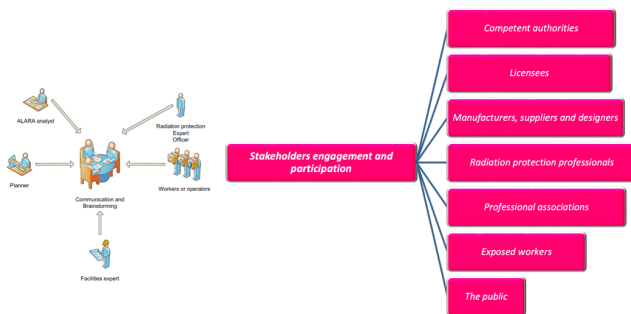 ALARA analyst
Radiation protection
Expert
Officer
Planner
Communication and
Brainstorming
Workers or operators
Facilities expert
Stakeholders engagement and
participation
Competent authorities
Licensees
Manufacturers, suppliers and designers
Radiation protection professionals
Professional associations
Exposed workers
The public